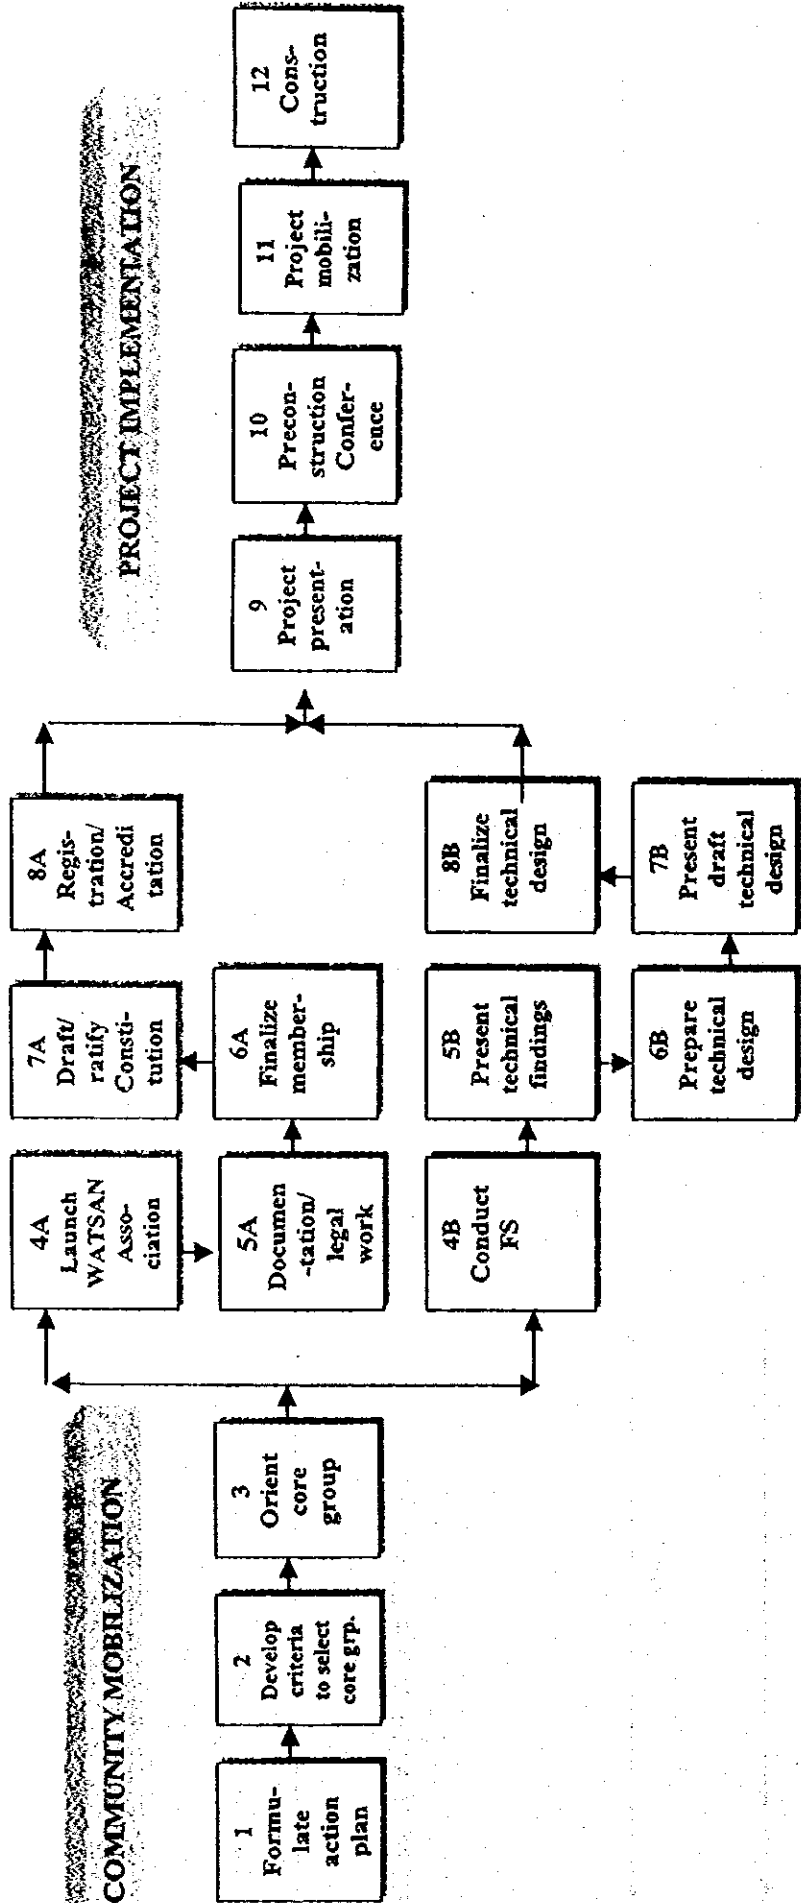 COMMUNITY MOBILIZATION
PROJECT IMPLEMENTATION
1
Formu-
late
action
plan
2
Develop
criteria
to select
core grp.
3
Orient
core
group
4A
Launch
WATSAN
Asso-
ciation
5A
Documen
-tation/
legal
work
6A
Finalize
member-
ship
7A
Draft/
ratify
Consti-
tution
8A
Regis-
tration/
Accredi
tation
4B
Conduct
FS
5B
Present
technical
findings
6B
Prepare
technical
design
7B
Present
draft
technical
design
8B
Finalize
technical
design
9
Project
present-
ation
10
Precon-
struction
Confer-
ence
11
Project
mobili-
zation
12
Cons-
truction